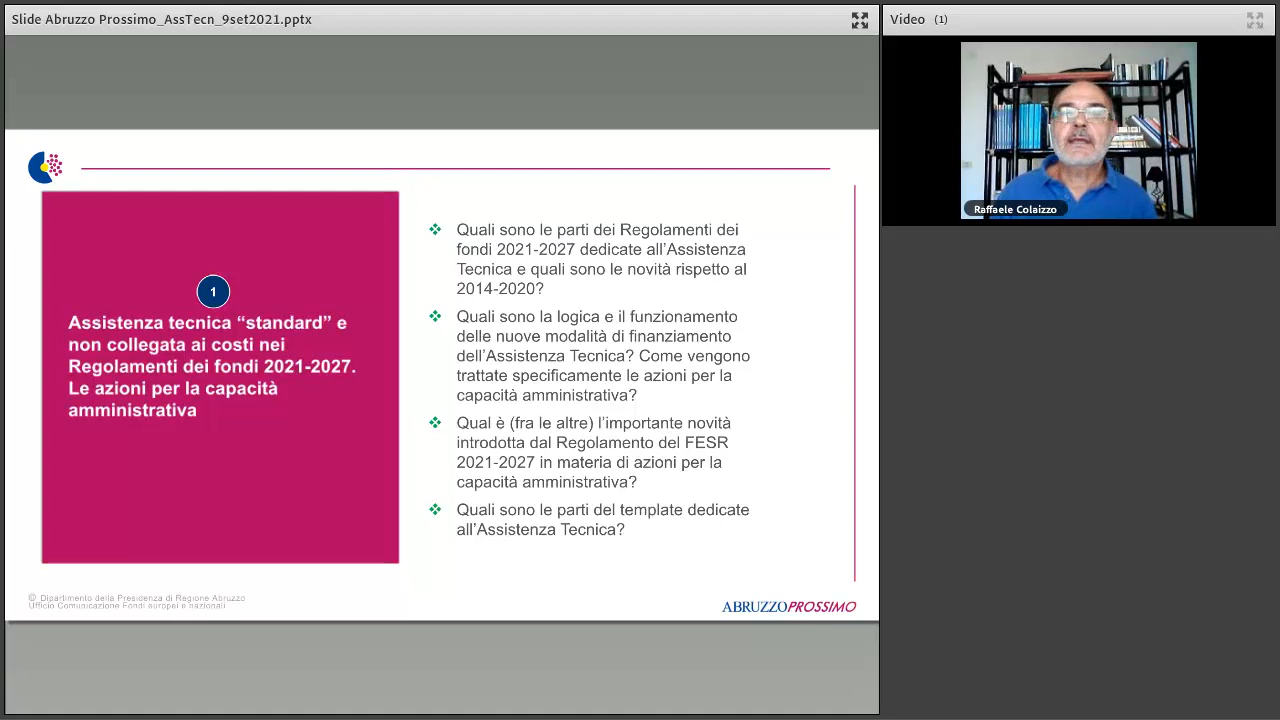 Slide Abruzzo Prossimo_AssTecn_9set2021.pptx
Video (1)
Raffaele Colaizzo
1
Assistenza tecnica “standard” e
non collegata ai costi nei
Regolamenti dei fondi 2021-2027.
Le azioni per la capacità
amministrativa
❖ Quali sono le parti dei Regolamenti dei
fondi 2021-2027 dedicate all’Assistenza
Tecnica e quali sono le novità rispetto al
2014-2020?
❖ Quali sono la logica e il funzionamento
delle nuove modalità di finanziamento
dell’Assistenza Tecnica? Come vengono
trattate specificamente le azioni per la
capacità amministrativa?
❖ Qual è (fra le altre) l’importante novità
introdotta dal Regolamento del FESR
2021-2027 in materia di azioni per la
capacità amministrativa?
❖ Quali sono le parti del template dedicate
all’Assistenza Tecnica?
© Dipartimento della Presidenza di Regione Abruzzo
Ufficio Comunicazione Fondi europei e nazionali
ABRUZZOPROSSIMO